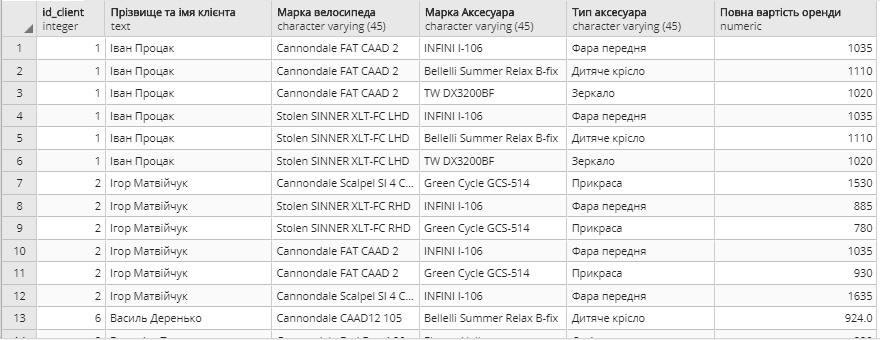 id_client Прізвище та імя клієнта Марка велосипеда Марка Аксесуара Тип аксесуара Повна вартість оренди
integer text character varying (45) character varying (45) character varying (45) numeric
1 1 Іван Процак Cannondale FAT CAAD 2 INFINI I-106 Фара передня 1035
2 1 Іван Процак Cannondale FAT CAAD 2 Bellelli Summer Relax B-fix Дитяче крісло 1110
3 1 Іван Процак Cannondale FAT CAAD 2 TW DX3200BF Зеркало 1020
4 1 Іван Процак Stolen SINNER XLT-FC LHD INFINI I-106 Фара передня 1035
5 1 Іван Процак Stolen SINNER XLT-FC LHD Bellelli Summer Relax B-fix Дитяче крісло 1110
6 1 Іван Процак Stolen SINNER XLT-FC LHD TW DX3200BF Зеркало 1020
7 2 Ігор Матвійчук Cannondale Scalpel SI 4 C... Green Cycle GCS-514 Прикраса 1530
8 2 Ігор Матвійчук Stolen SINNER XLT-FC RHD INFINI I-106 Фара передня 885
9 2 Ігор Матвійчук Stolen SINNER XLT-FC RHD Green Cycle GCS-514 Прикраса 780
10 2 Ігор Матвійчук Cannondale FAT CAAD 2 INFINI I-106 Фара передня 1035
11 2 Ігор Матвійчук Cannondale FAT CAAD 2 Green Cycle GCS-514 Прикраса 930
12 2 Ігор Матвійчук Cannondale Scalpel SI 4 C... INFINI I-106 Фара передня 1635
13 6 Василь Деренько Cannondale CAAD12 105 Bellelli Summer Relax B-fix Дитяче крісло 924.0